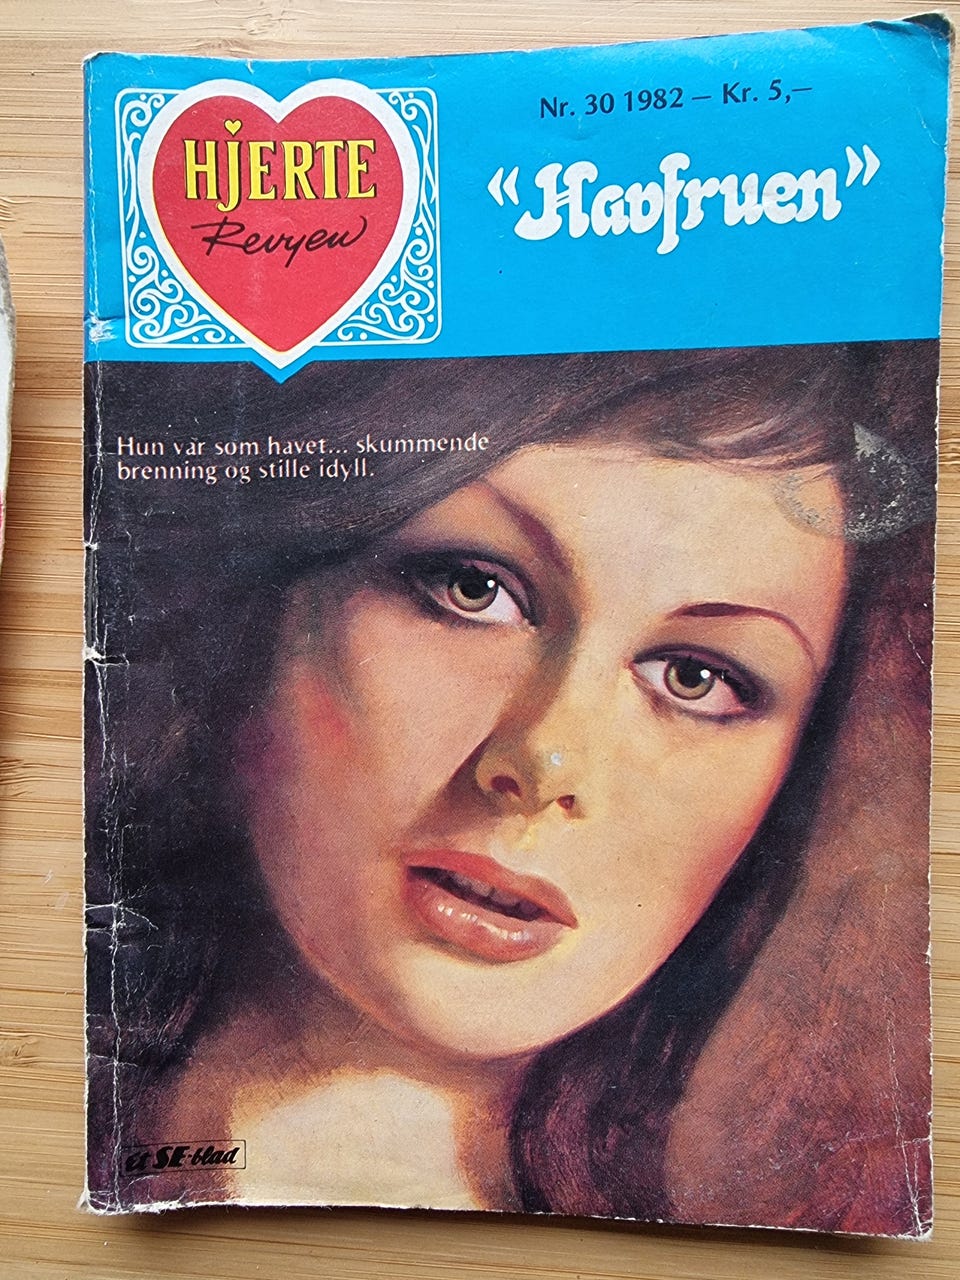 HJERTE
Revyen
Nr. 30 1982 – Kr. 5,–
“Havfruen”
Hun var som havet... skummende
brenning og stille idyll.
et SE-blad